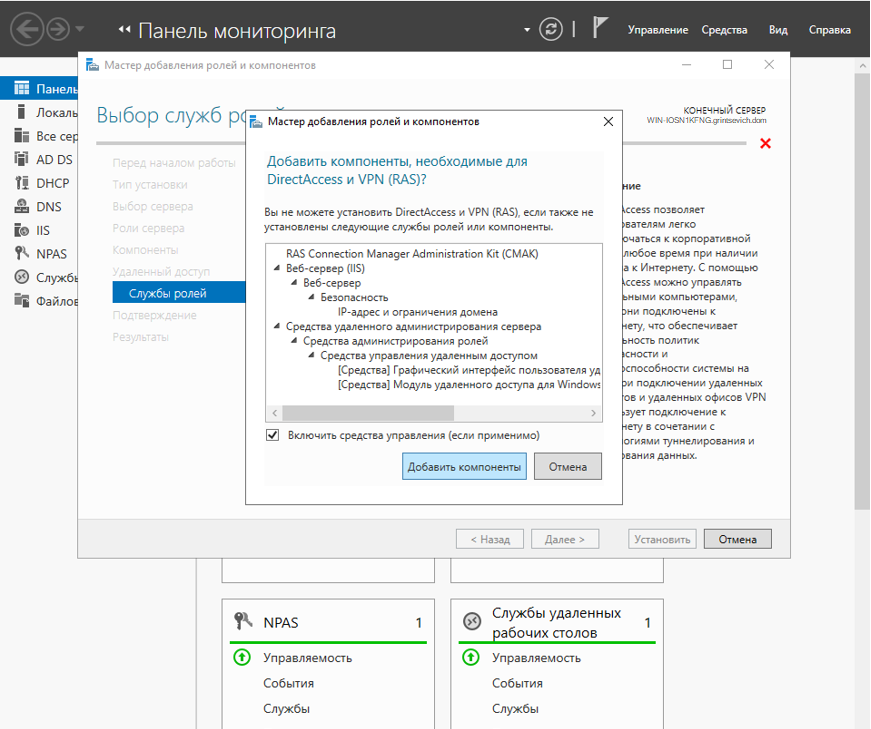 Панель мониторинга
Управление
Средства
Вид
Справка
Панель
Локаль
Все сер
AD DS
DHCP
DNS
IIS
NPAS
Службы
Файлов
Мастер добавления ролей и компонентов
Выбор служб ролей
КОНЕЧНЫЙ СЕРВЕР
WIN-IOSN1KFNG.grintsevich.dom
Перед началом работы
Тип установки
Выбор сервера
Роли сервера
Компоненты
Удаленный доступ
Службы ролей
Подтверждение
Результаты
Мастер добавления ролей и компонентов
Добавить компоненты, необходимые для
DirectAccess и VPN (RAS)?
Вы не можете установить DirectAccess и VPN (RAS), если также не
установлены следующие службы ролей или компоненты.
RAS Connection Manager Administration Kit (CMAK)
Веб-сервер (IIS)
Веб-сервер
Безопасность
IP-адрес и ограничения домена
Средства удаленного администрирования сервера
Средства администрирования ролей
Средства управления удаленным доступом
[Средства] Графический интерфейс пользователя уд
[Средства] Модуль удаленного доступа для Windows
Включить средства управления (если применимо)
Добавить компоненты
Отмена
ние
Access позволяет
ователям легко
ючаться к корпоративной
любое время при наличии
а к Интернету. С помощью
Access можно управлять
ьными компьютерами,
они подключены к
нету, что обеспечивает
льность политик
асности и
оспособности системы на
ри подключении удаленных
тов и удаленных офисов VPN
ьзует подключение к
нету в сочетании с
логиями туннелирования и
ования данных.
< Назад
Далее >
Установить
Отмена
NPAS
1
Управляемость
События
Службы
Службы удаленных
рабочих столов
1
Управляемость
События
Службы